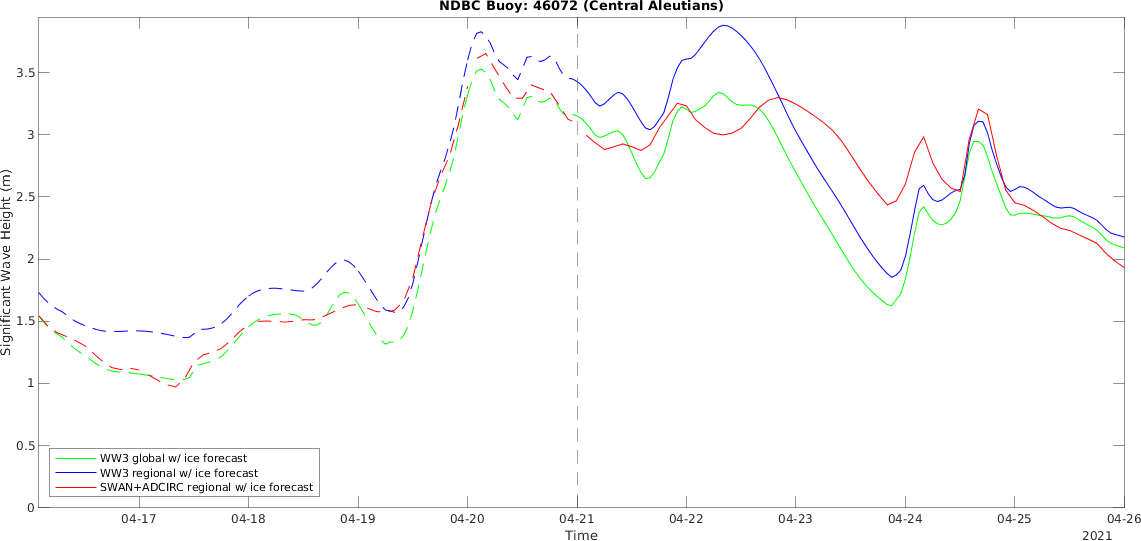 NDBC Buoy: 46072 (Central Aleutians)
Significant Wave Height (m)
3.5
3
2.5
2
1.5
1
0.5
0
WW3 global w/ ice forecast
WW3 regional w/ ice forecast
SWAN+ADCIRC regional w/ ice forecast
04-17 04-18 04-19 04-20 04-21 04-22 04-23 04-24 04-25 04-26
Time
2021